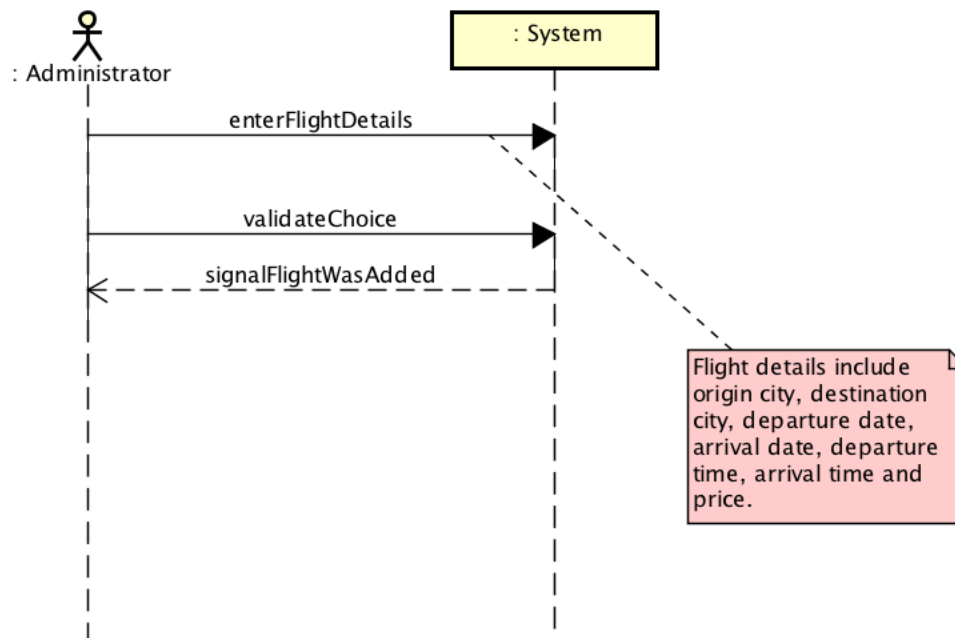 : System
: Administrator
enterFlightDetails
validateChoice
signalFlightWasAdded
Flight details include
origin city, destination
city, departure date,
arrival date, departure
time, arrival time and
price.